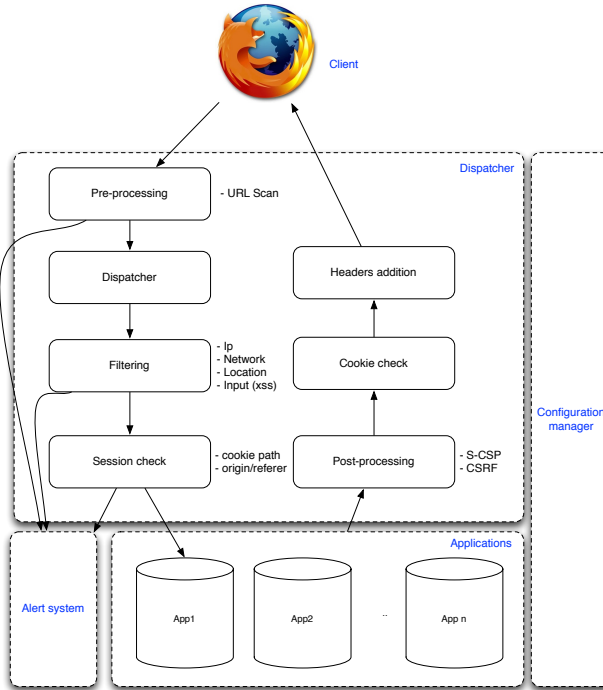 Client
Dispatcher
Pre-processing
- URL Scan
Dispatcher
Headers addition
Filtering
- Ip
- Network
- Location
- Input (xss)
Cookie check
Configuration
manager
Session check
- cookie path
- origin/referer
Post-processing
- S-CSP
- CSRF
Applications
Alert system
App1
App2
..
App n